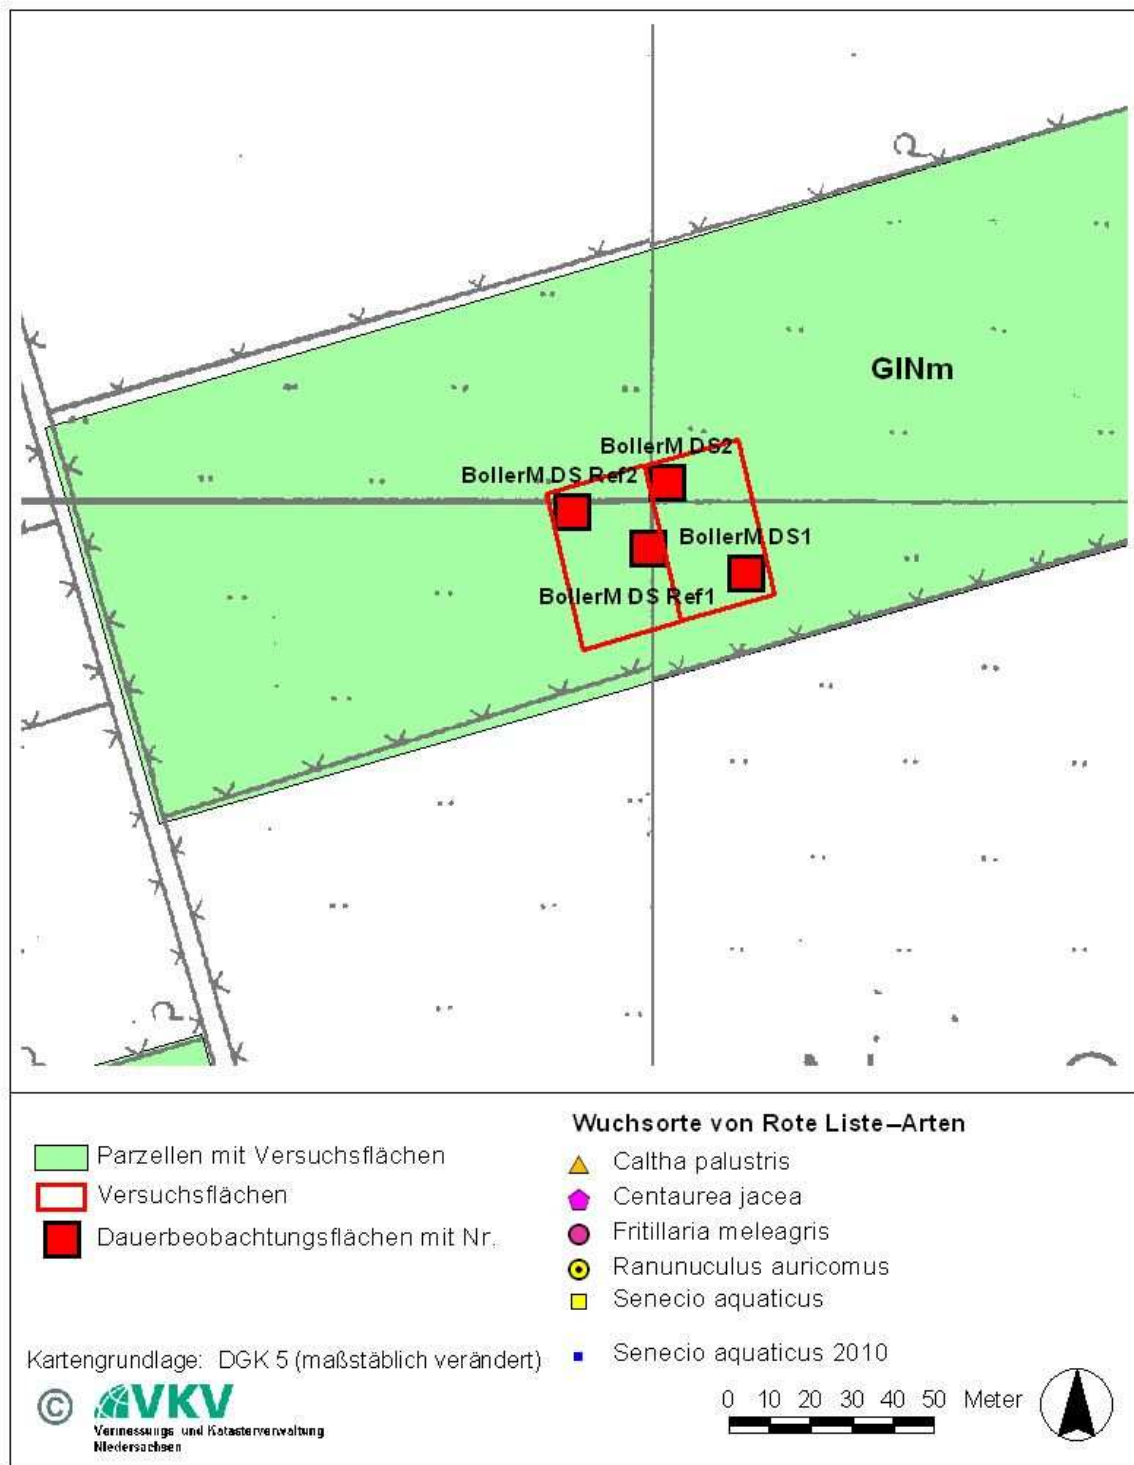 GINm
BollerM DS2
BollerM DS Ref2
BollerM DS1
BollerM DS Ref1
Wuchsorte von Rote Liste–Arten
Parzellen mit Versuchsflächen
Versuchsflächen
Dauerbeobachtungsflächen mit Nr.
Caltha palustris
Centaurea jacea
Fritillaria meleagris
Ranunuculus auricomus
Senecio aquaticus
Senecio aquaticus 2010
Kartengrundlage: DGK 5 (maßstäblich verändert)
© VKV
Vermessungs- und Katasterverwaltung
Niedersachsen
0 10 20 30 40 50 Meter